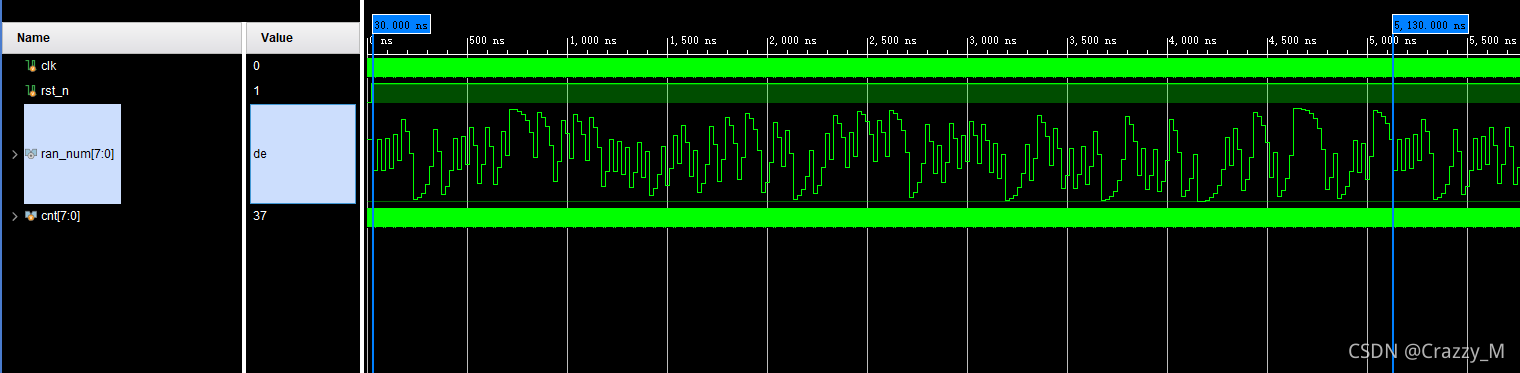 Name
Value
30.000 ns
5,130.000 ns
0 ns
500 ns
1,000 ns
1,500 ns
2,000 ns
2,500 ns
3,000 ns
3,500 ns
4,000 ns
4,500 ns
5,000 ns
5,500 ns
clk
0
rst_n
1
ran_num[7:0]
de
cnt[7:0]
37
CSDN @Crazzy_M